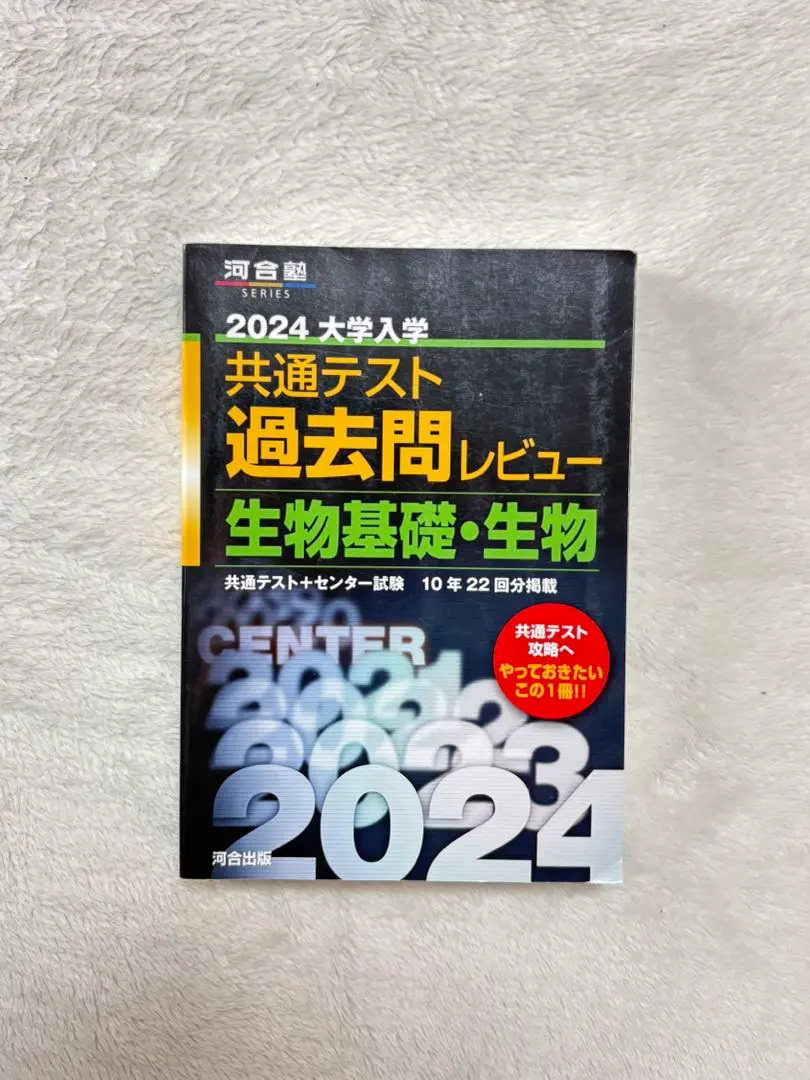 河合塾
SERIES
2024 大学入学
共通テスト
過去問レビュー
生物基礎・生物
共通テスト+センター試験 10年22回分掲載
共通テスト
攻略へ
やっておきたい
この1冊!!
CENTER
2021
2022
2023
2024
河合出版